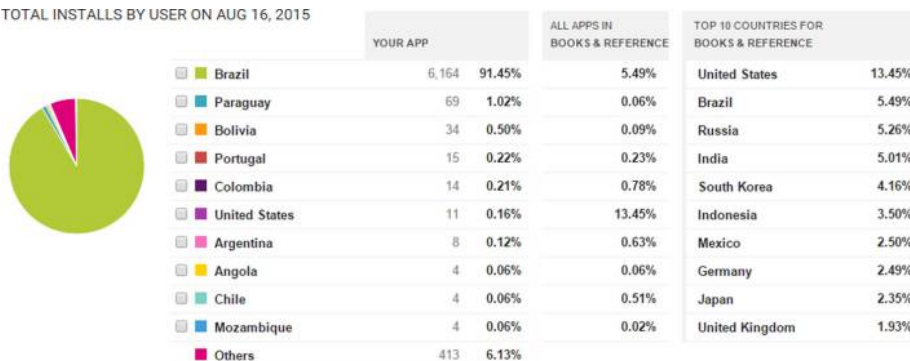 TOTAL INSTALLS BY USER ON AUG 16, 2015
YOUR APP
ALL APPS IN
BOOKS & REFERENCE
TOP 10 COUNTRIES FOR
BOOKS & REFERENCE
Brazil 6,164 91.45% 5.49% United States 13.45%
Paraguay 69 1.02% 0.06% Brazil 5.49%
Bolivia 34 0.50% 0.09% Russia 5.26%
Portugal 15 0.22% 0.23% India 5.01%
Colombia 14 0.21% 0.78% South Korea 4.16%
United States 11 0.16% 13.45% Indonesia 3.50%
Argentina 8 0.12% 0.63% Mexico 2.50%
Angola 4 0.06% 0.06% Germany 2.49%
Chile 4 0.06% 0.51% Japan 2.35%
Mozambique 4 0.06% 0.02% United Kingdom 1.93%
Others 413 6.13%